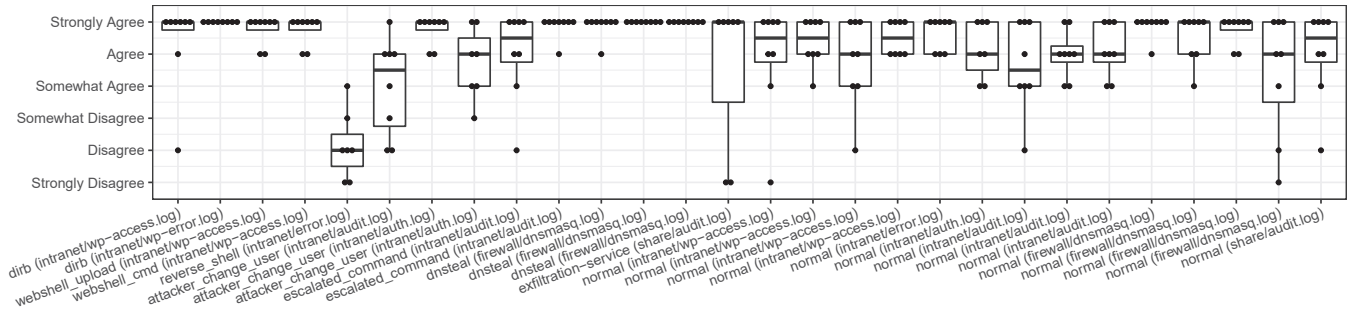 Strongly Agree
Agree
Somewhat Agree
Somewhat Disagree
Disagree
Strongly Disagree
dirb (intranet/wp−access.log)
dirb (intranet/wp−error.log)
webshell_upload (intranet/wp−access.log)
webshell_cmd (intranet/wp−access.log)
reverse_shell (intranet/error.log)
attacker_change_user (intranet/audit.log)
attacker_change_user (intranet/auth.log)
attacker_change_user (intranet/auth.log)
escalated_command (intranet/audit.log)
escalated_command (intranet/audit.log)
dnsteal (firewall/dnsmasq.log)
dnsteal (firewall/dnsmasq.log)
dnsteal (firewall/dnsmasq.log)
exfiltration−service (share/audit.log)
normal (intranet/wp−access.log)
normal (intranet/wp−access.log)
normal (intranet/wp−access.log)
normal (intranet/wp−access.log)
normal (intranet/error.log)
normal (intranet/auth.log)
normal (intranet/audit.log)
normal (intranet/audit.log)
normal (intranet/audit.log)
normal (firewall/dnsmasq.log)
normal (firewall/dnsmasq.log)
normal (firewall/dnsmasq.log)
normal (firewall/dnsmasq.log)
normal (share/audit.log)